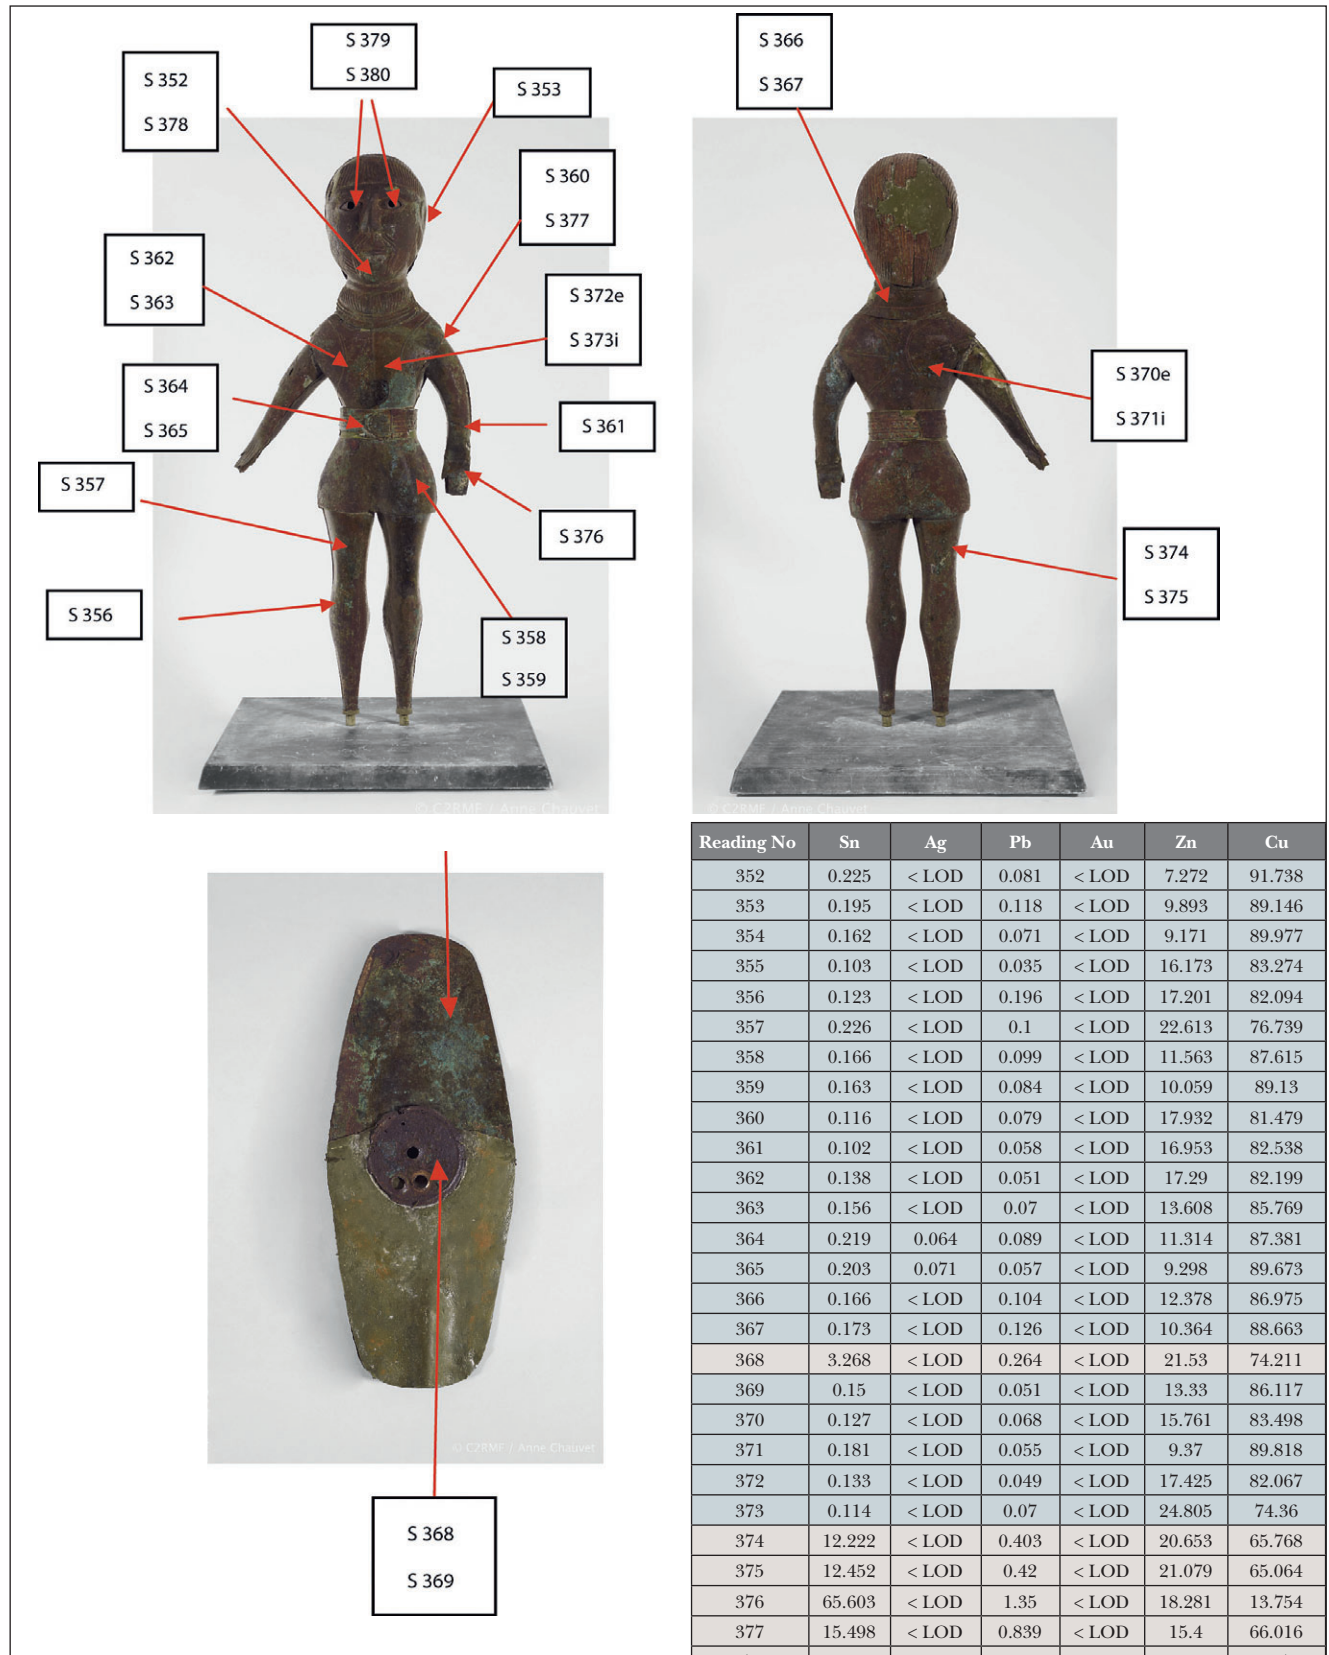 S 379
S 380
S 352
S 378
S 353
S 360
S 377
S 362
S 363
S 372e
S 373i
S 364
S 365
S 361
S 357
S 376
S 356
S 358
S 359
© C2RMF / Anne Chauvet
S 366
S 367
S 370e
S 371i
S 374
S 375
© C2RMF / Anne Chauvet
© C2RMF / Anne Chauvet
S 368
S 369
Reading No Sn Ag Pb Au Zn Cu
352 0.225 < LOD 0.081 < LOD 7.272 91.738
353 0.195 < LOD 0.118 < LOD 9.893 89.146
354 0.162 < LOD 0.071 < LOD 9.171 89.977
355 0.103 < LOD 0.035 < LOD 16.173 83.274
356 0.123 < LOD 0.196 < LOD 17.201 82.094
357 0.226 < LOD 0.1 < LOD 22.613 76.739
358 0.166 < LOD 0.099 < LOD 11.563 87.615
359 0.163 < LOD 0.084 < LOD 10.059 89.13
360 0.116 < LOD 0.079 < LOD 17.932 81.479
361 0.102 < LOD 0.058 < LOD 16.953 82.538
362 0.138 < LOD 0.051 < LOD 17.29 82.199
363 0.156 < LOD 0.07 < LOD 13.608 85.769
364 0.219 0.064 0.089 < LOD 11.314 87.381
365 0.203 0.071 0.057 < LOD 9.298 89.673
366 0.166 < LOD 0.104 < LOD 12.378 86.975
367 0.173 < LOD 0.126 < LOD 10.364 88.663
368 3.268 < LOD 0.264 < LOD 21.53 74.211
369 0.15 < LOD 0.051 < LOD 13.33 86.117
370 0.127 < LOD 0.068 < LOD 15.761 83.498
371 0.181 < LOD 0.055 < LOD 9.37 89.818
372 0.133 < LOD 0.049 < LOD 17.425 82.067
373 0.114 < LOD 0.07 < LOD 24.805 74.36
374 12.222 < LOD 0.403 < LOD 20.653 65.768
375 12.452 < LOD 0.42 < LOD 21.079 65.064
376 65.603 < LOD 1.35 < LOD 18.281 13.754
377 15.498 < LOD 0.839 < LOD 15.4 66.016